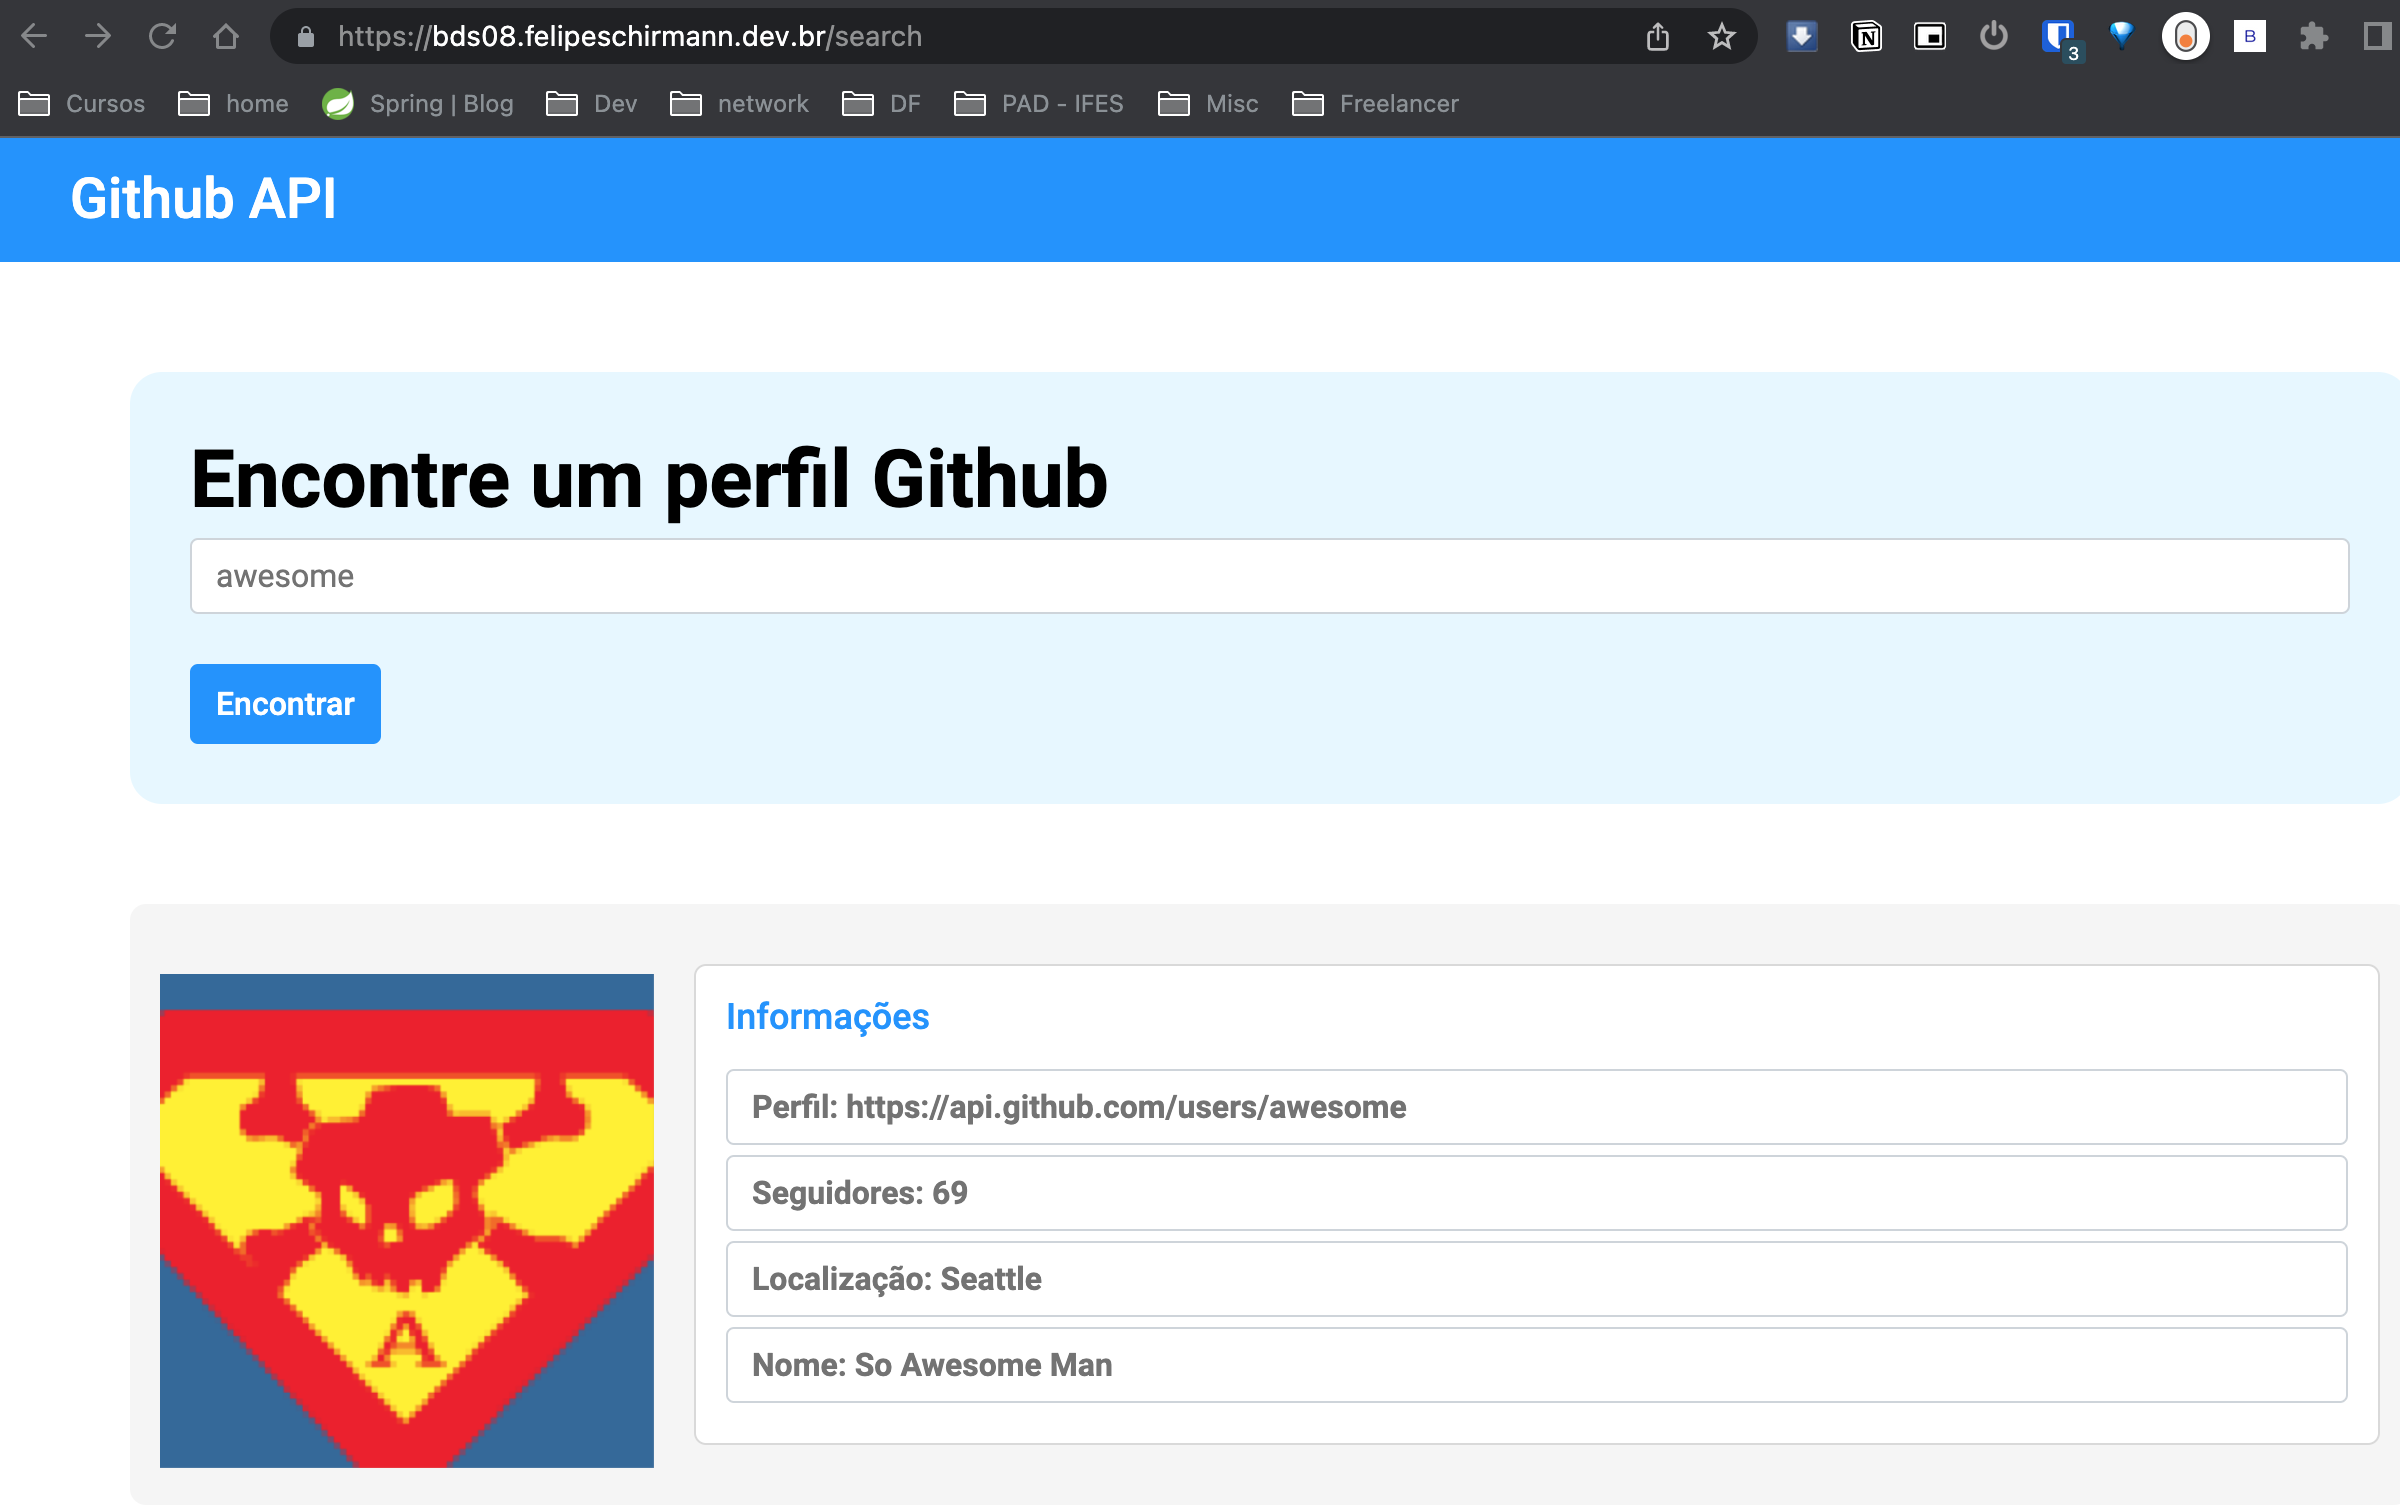 https://bds08.felipeschirmann.dev.br/search
N
3
B
Cursos home Spring | Blog Dev network DF PAD - IFES Misc Freelancer
Github API
Encontre um perfil Github
awesome
Encontrar
Informações
Perfil: https://api.github.com/users/awesome
Seguidores: 69
Localização: Seattle
Nome: So Awesome Man
A